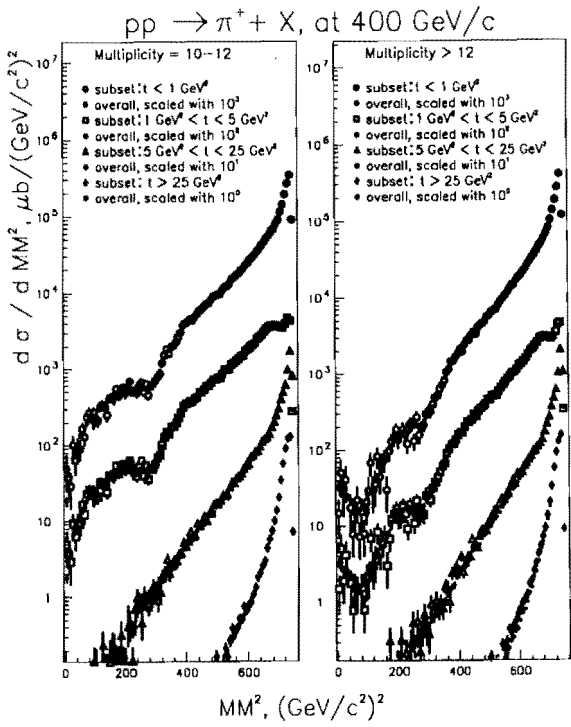 pp → π⁺ + X, at 400 GeV/c
Multiplicity = 10–12
subset: t < 1 GeV²
overall, scaled with 10³
subset: 1 GeV² < t < 5 GeV²
overall, scaled with 10²
subset: 5 GeV² < t < 25 GeV²
overall, scaled with 10¹
subset: t > 25 GeV²
overall, scaled with 10⁰
10⁷
10⁶
10⁵
10⁴
10³
10²
10
1
0
200
400
600
Multiplicity > 12
subset: t < 1 GeV²
overall, scaled with 10³
subset: 1 GeV² < t < 5 GeV²
overall, scaled with 10²
subset: 5 GeV² < t < 25 GeV²
overall, scaled with 10¹
subset: t > 25 GeV²
overall, scaled with 10⁰
10⁷
10⁶
10⁵
10⁴
10³
10²
10
1
0
200
400
600
d σ / d MM², μb/(GeV/c²)²
MM², (GeV/c²)²